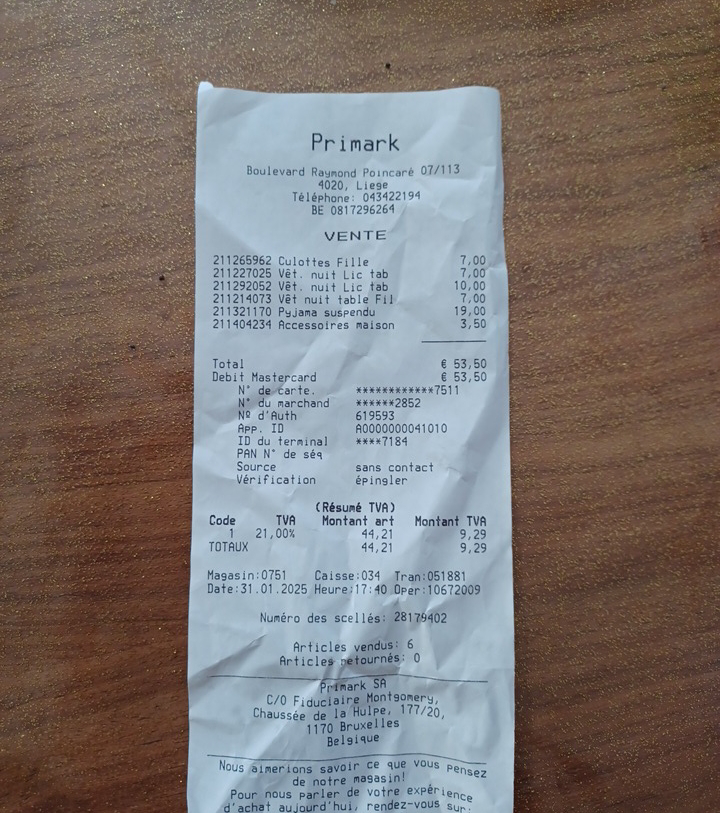 Primark
Boulevard Raymond Poincaré 07/113
4020, Liege
Téléphone: 043422194
BE 0817296264
VENTE
211265962 Culottes Fille 7,00
211227025 Vêt. nuit Lic tab 7,00
211292052 Vêt. nuit Lic tab 10,00
211214073 Vêt nuit table Fil 7,00
211321170 Pyjama suspendu 19,00
211404234 Accessoires maison 3,50
Total € 53,50
Debit Mastercard € 53,50
N° de carte. ************7511
N° du marchand ******2852
Nº d'Auth 619593
App. ID A0000000041010
ID du terminal ****7184
PAN N° de séq
Source sans contact
Vérification épingler
(Résumé TVA)
Code TVA Montant art Montant TVA
1 21,00% 44,21 9,29
TOTAUX 44,21 9,29
Magasin:0751 Caisse:034 Tran:051881
Date:31.01.2025 Heure:17:40 Oper:10672009
Numéro des scellés: 28179402
Articles vendus: 6
Articles retournés: 0
Primark SA
C/O Fiduciaire Montgomery,
Chaussée de la Hulpe, 177/20,
1170 Bruxelles
Belgique
Nous aimerions savoir ce que vous pensez
de notre magasin!
Pour nous parler de votre expérience
d'achat aujourd'hui, rendez-vous sur: